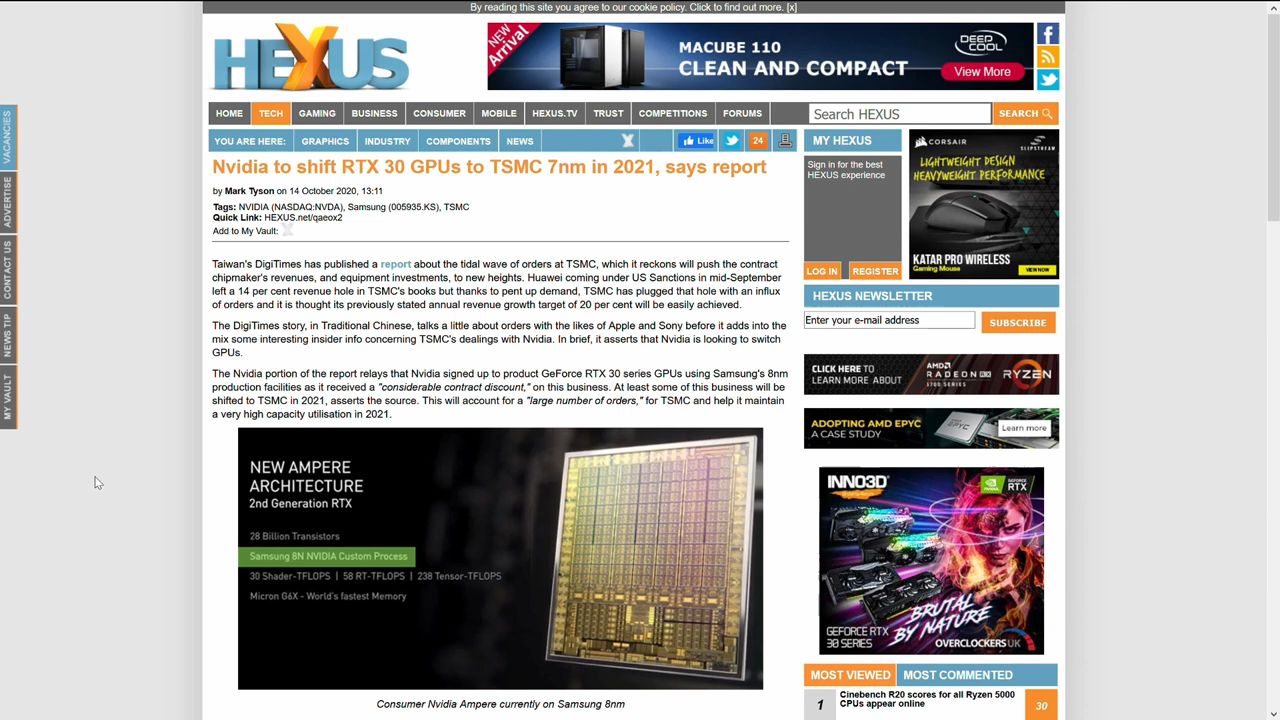 By reading this site you agree to our cookie policy. Click to find out more. [x]
HEXUS
NEW Arrival
MACUBE 110
CLEAN AND COMPACT
DEEP COOL
View More
VACANCIES
ADVERTISE
CONTACT US
NEWS TIP
MY VAULT
HOME TECH GAMING BUSINESS CONSUMER MOBILE HEXUS.TV TRUST COMPETITIONS FORUMS
Search HEXUS SEARCH
YOU ARE HERE: GRAPHICS INDUSTRY COMPONENTS NEWS
Like 24
Nvidia to shift RTX 30 GPUs to TSMC 7nm in 2021, says report
by Mark Tyson on 14 October 2020, 13:11
Tags: NVIDIA (NASDAQ:NVDA), Samsung (005935.KS), TSMC
Quick Link: HEXUS.net/qaeox2
Add to My Vault:
Taiwan's DigiTimes has published a report about the tidal wave of orders at TSMC, which it reckons will push the contract
chipmaker's revenues, and equipment investments, to new heights. Huawei coming under US Sanctions in mid-September
left a 14 per cent revenue hole in TSMC's books but thanks to pent up demand, TSMC has plugged that hole with an influx
of orders and it is thought its previously stated annual revenue growth target of 20 per cent will be easily achieved.
The DigiTimes story, in Traditional Chinese, talks a little about orders with the likes of Apple and Sony before it adds into the
mix some interesting insider info concerning TSMC's dealings with Nvidia. In brief, it asserts that Nvidia is looking to switch
GPUs.
The Nvidia portion of the report relays that Nvidia signed up to product GeForce RTX 30 series GPUs using Samsung's 8nm
production facilities as it received a "considerable contract discount," on this business. At least some of this business will be
shifted to TSMC in 2021, asserts the source. This will account for a "large number of orders," for TSMC and help it maintain
a very high capacity utilisation in 2021.
NEW AMPERE
ARCHITECTURE
2nd Generation RTX
28 Billion Transistors
Samsung 8N NVIDIA Custom Process
30 Shader-TFLOPS | 58 RT-TFLOPS | 238 Tensor-TFLOPS
Micron G6X - World's fastest Memory
Consumer Nvidia Ampere currently on Samsung 8nm
MY HEXUS
Sign in for the best
HEXUS experience
LOG IN REGISTER
CORSAIR
SLIPSTREAM
LIGHTWEIGHT DESIGN
HEAVYWEIGHT PERFORMANCE
KATAR PRO WIRELESS
Gaming Mouse
VIEW NOW
HEXUS NEWSLETTER
Enter your e-mail address SUBSCRIBE
CLICK HERE TO
LEARN MORE ABOUT
AMD
RADEON
5700 SERIES
RYZEN
ADOPTING AMD EPYC
A CASE STUDY
Learn more
INNO3D
NVIDIA
GEFORCE
RTX
BRUTAL
BY NATURE
GEFORCE RTX
30 SERIES
OVERCLOCKERS UK
MOST VIEWED MOST COMMENTED
1
Cinebench R20 scores for all Ryzen 5000
CPUs appear online
30